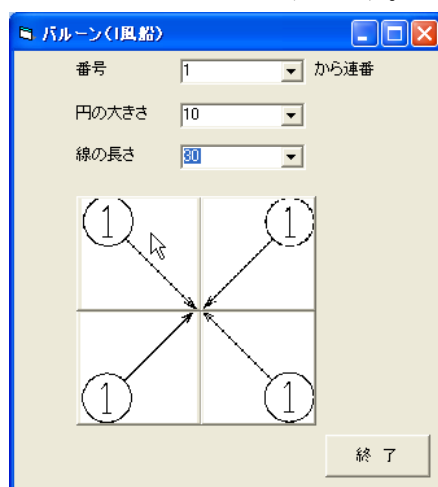 バルーン(1風船)
番号 1 から連番
円の大きさ 10
線の長さ 30
1 1
1 1
終 了